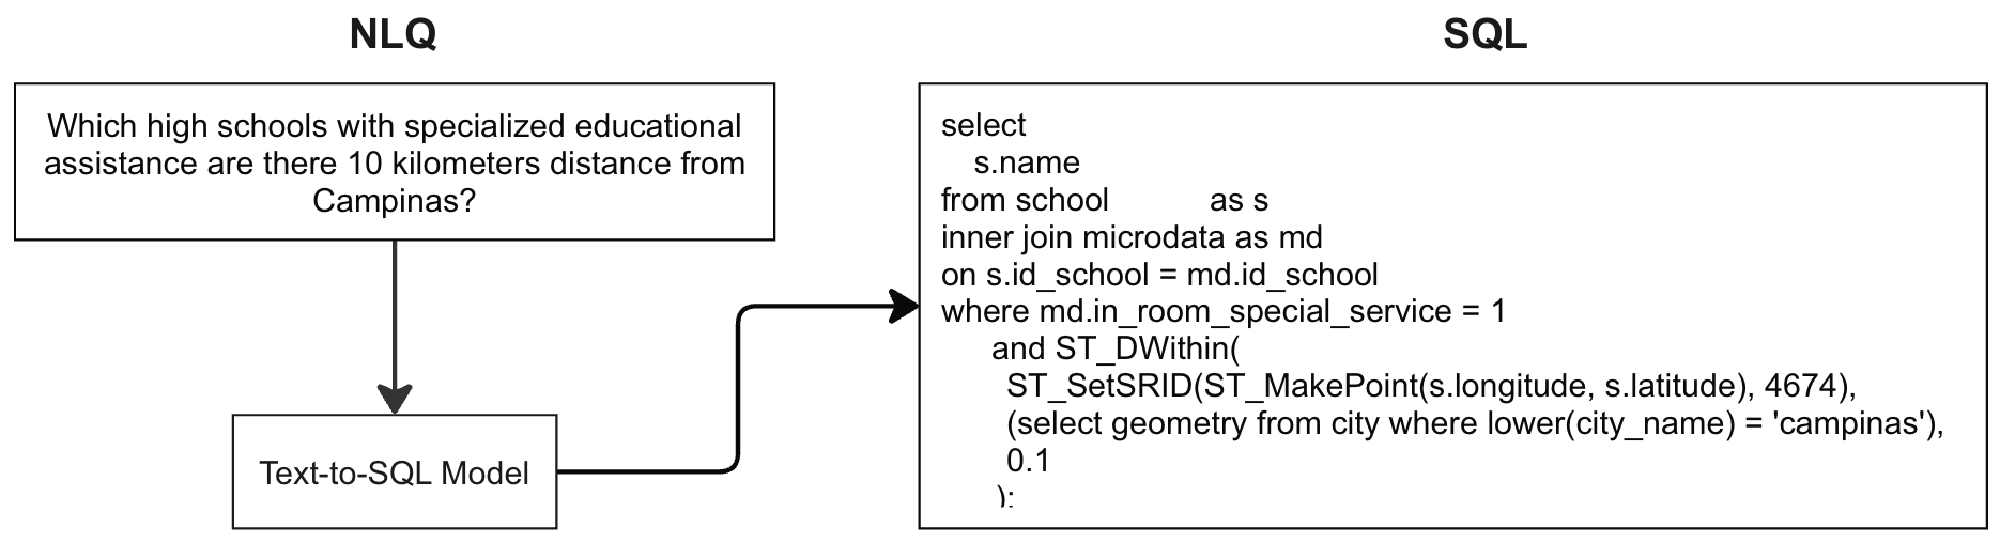 NLQ
Which high schools with specialized educational
assistance are there 10 kilometers distance from
Campinas?
Text-to-SQL Model
SQL
select
s.name
from school as s
inner join microdata as md
on s.id_school = md.id_school
where md.in_room_special_service = 1
and ST_DWithin(
ST_SetSRID(ST_MakePoint(s.longitude, s.latitude), 4674),
(select geometry from city where lower(city_name) = 'campinas'),
0.1
);